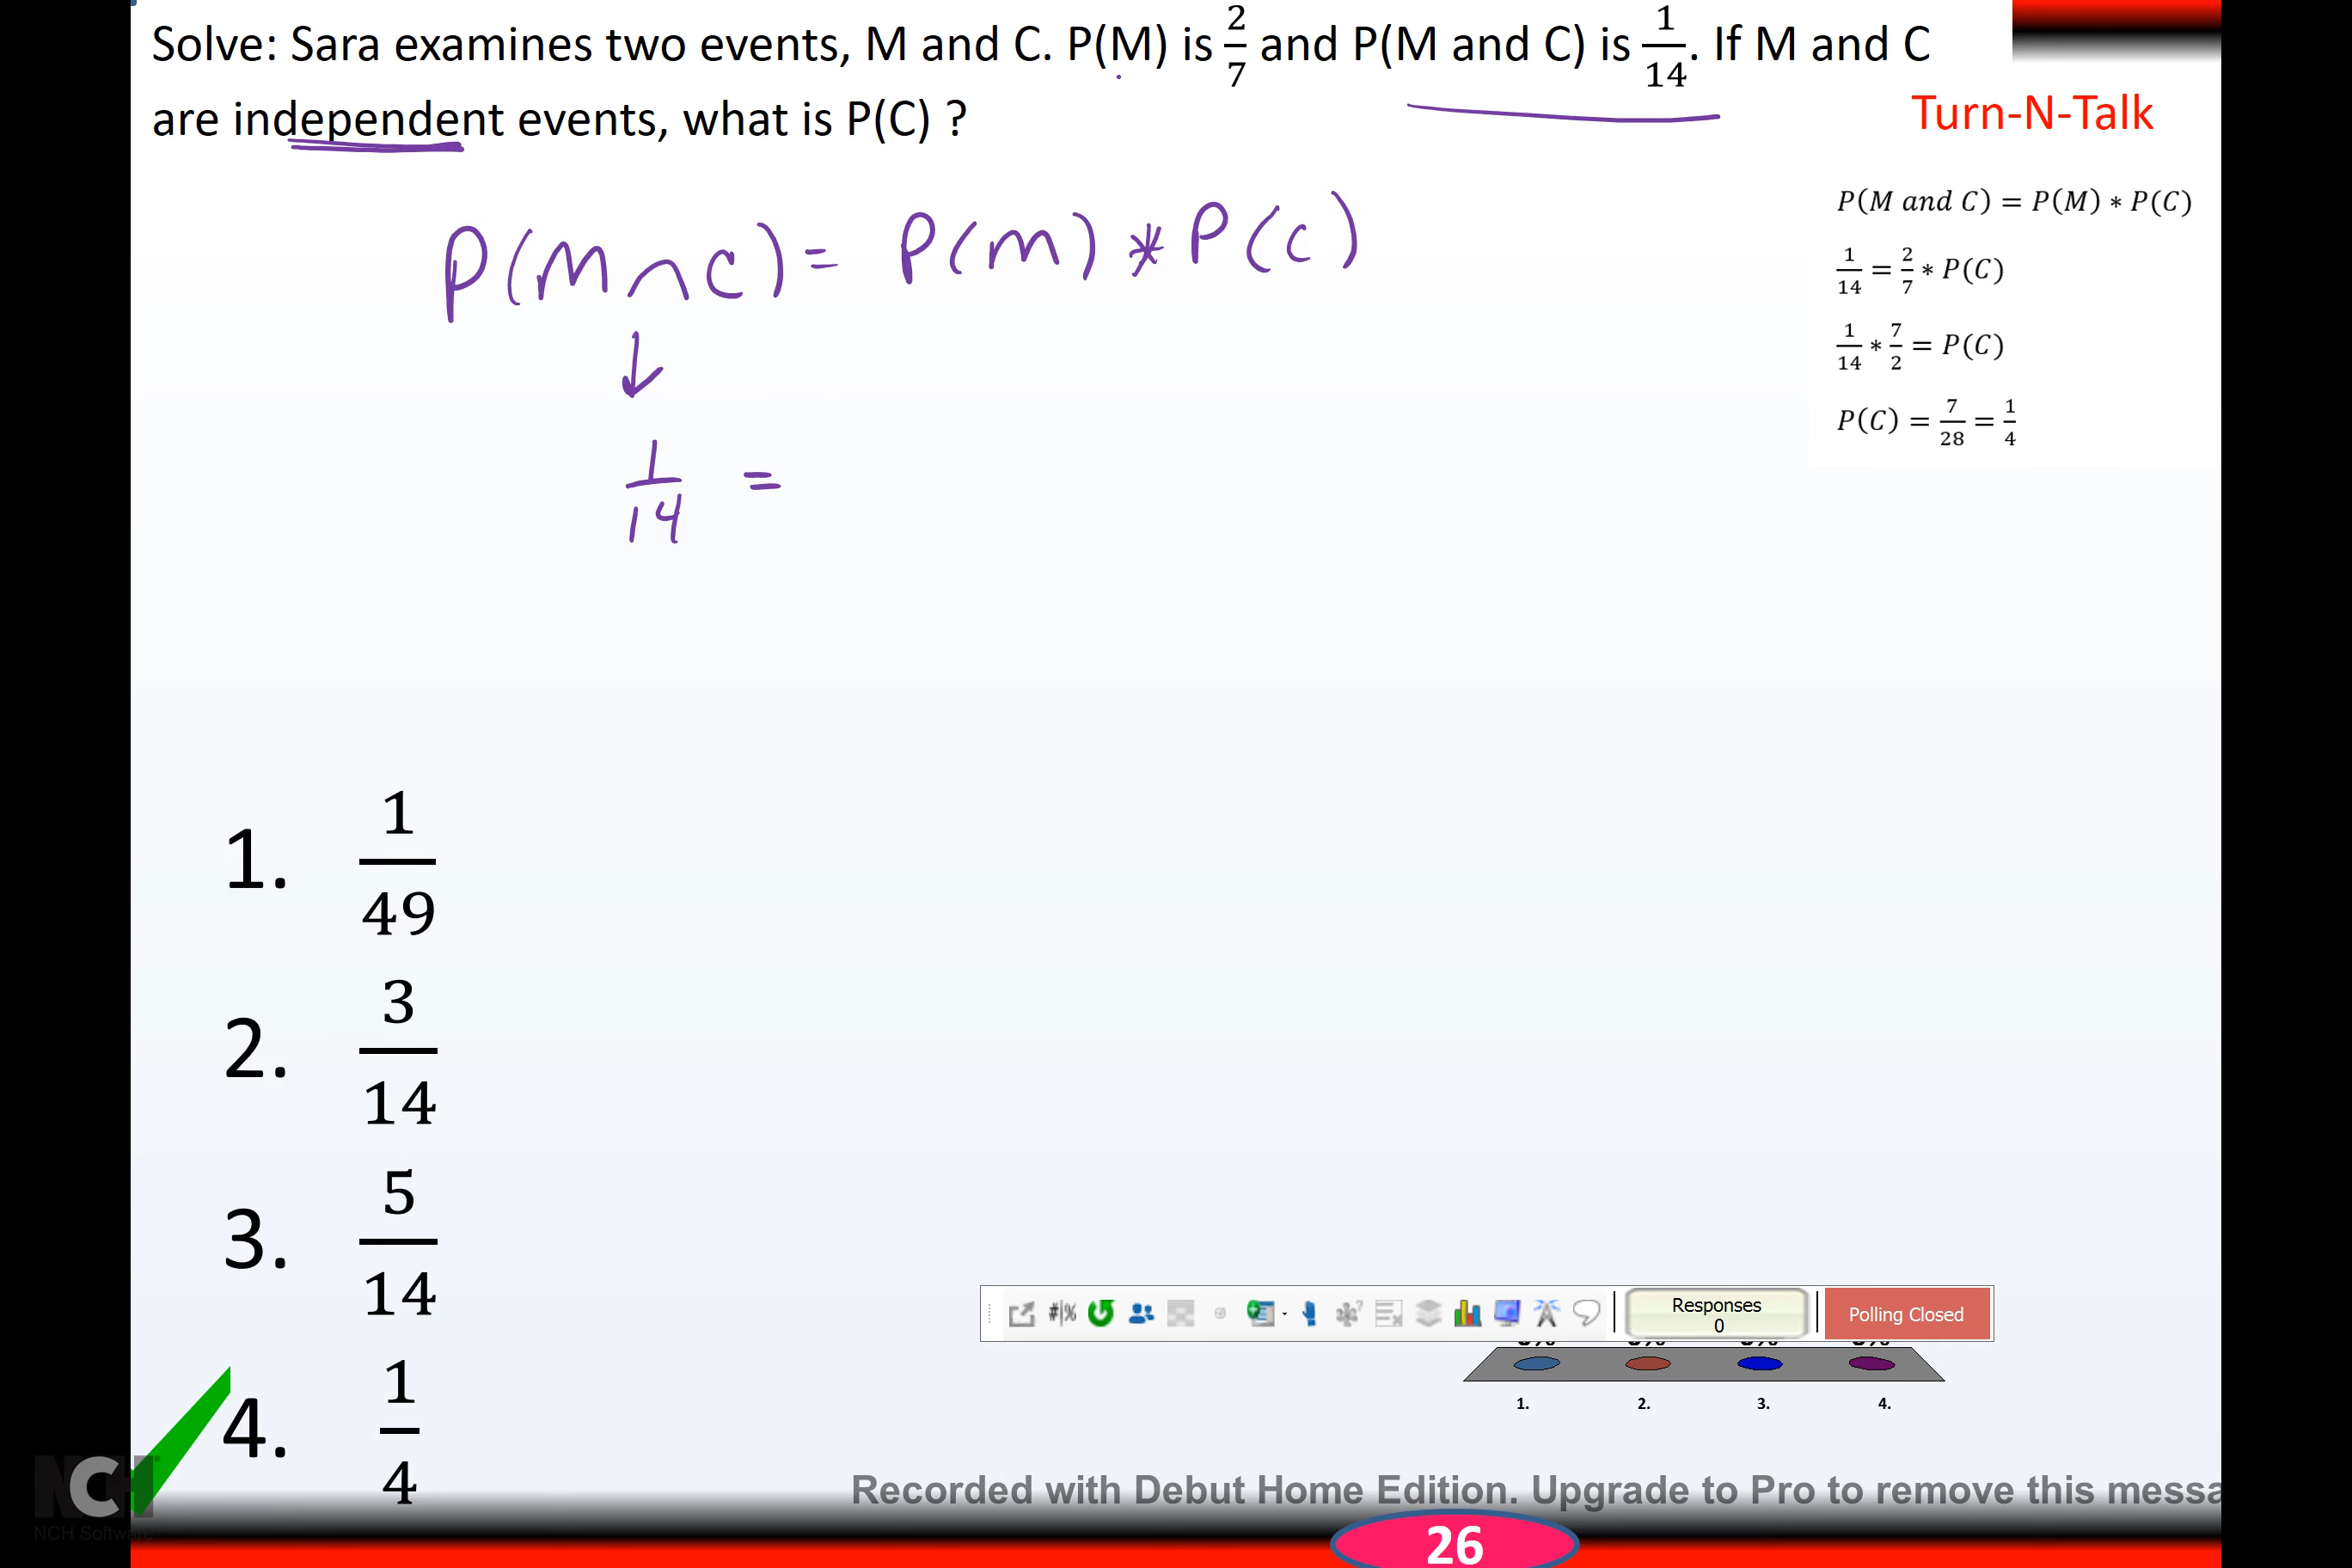 Solve: Sara examines two events, M and C. P(M) is 2/7 and P(M and C) is 1/14. If M and C
are independent events, what is P(C) ?
Turn-N-Talk
P(M and C) = P(M) * P(C)
1/14 = 2/7 * P(C)
1/14 * 7/2 = P(C)
P(C) = 7/28 = 1/4
P(M ∩ C) = P(M) * P(C)
↓
1/14 =
1. 1/49
2. 3/14
3. 5/14
4. 1/4
#|%
?
Responses
0
Polling Closed
1. 2. 3. 4.
NCH
NCH Software
Recorded with Debut Home Edition. Upgrade to Pro to remove this messa
26